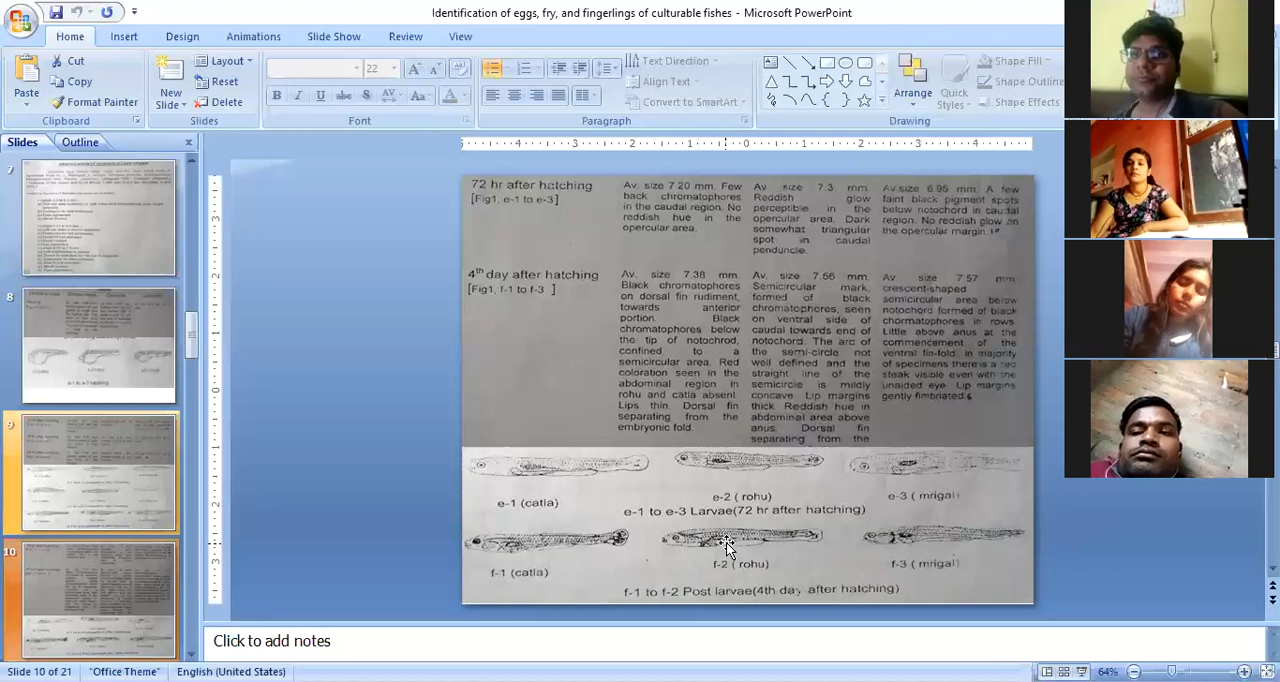 Identification of eggs, fry, and fingerlings of culturable fishes - Microsoft PowerPoint
Home Insert Design Animations Slide Show Review View
Paste
Cut
Copy
Format Painter
Clipboard
New Slide
Layout
Reset
Delete
Slides
22
B I U abc S AV Aa A
Font
Text Direction
Align Text
Convert to SmartArt
Paragraph
Arrange
Quick Styles
Shape Fill
Shape Outline
Shape Effects
Drawing
Slides Outline
7
8
9
10
72 hr after hatching
[Fig1, e-1 to e-3]
Av. size 7.20 mm. Few
back chromatophores
in the caudal region. No
reddish hue in the
opercular area.
Av. size 7.3 mm.
Reddish glow
perceptible in the
opercular area. Dark
somewhat triangular
spot in caudal
penduncle.
Av.size 6.95 mm. A few
faint black pigment spots
below notochord in caudal
region. No reddish glow on
the opercular margin.
4th day after hatching
[Fig1, f-1 to f-3 ]
Av. size 7.38 mm.
Black chromatophores
on dorsal fin rudiment,
towards anterior
portion. Black
chromatophores below
the tip of notochrod,
confined to a
semicircular area. Red
coloration seen in the
abdominal region in
rohu and catla absent.
Lips thin. Dorsal fin
separating from the
embryonic fold.
Av. size 7.56 mm.
Semicircular mark,
formed of black
chromatophores, seen
on ventral side of
caudal towards end of
notochord. The arc of
the semi-circle not
well defined and the
straight line of the
semicircle is mildly
concave. Lip margins
thick. Reddish hue in
abdominal area above
anus. Dorsal fin
separating from the
Av. size 7.57 mm
crescent-shaped
semicircular area below
notochord formed of black
chormatophores in rows.
Little above anus at the
commencement of the
ventral fin-fold, in majority
of specimens there is a red
steak visible even with the
unaided eye. Lip margins
gently fimbriated
e-1 (catla)
e-2 ( rohu)
e-3 ( mrigal)
e-1 to e-3 Larvae(72 hr after hatching)
f-1 (catla)
f-2 ( rohu)
f-3 ( mrigal)
f-1 to f-2 Post larvae(4th day after hatching)
Click to add notes
Slide 10 of 21 "Office Theme" English (United States) 64%